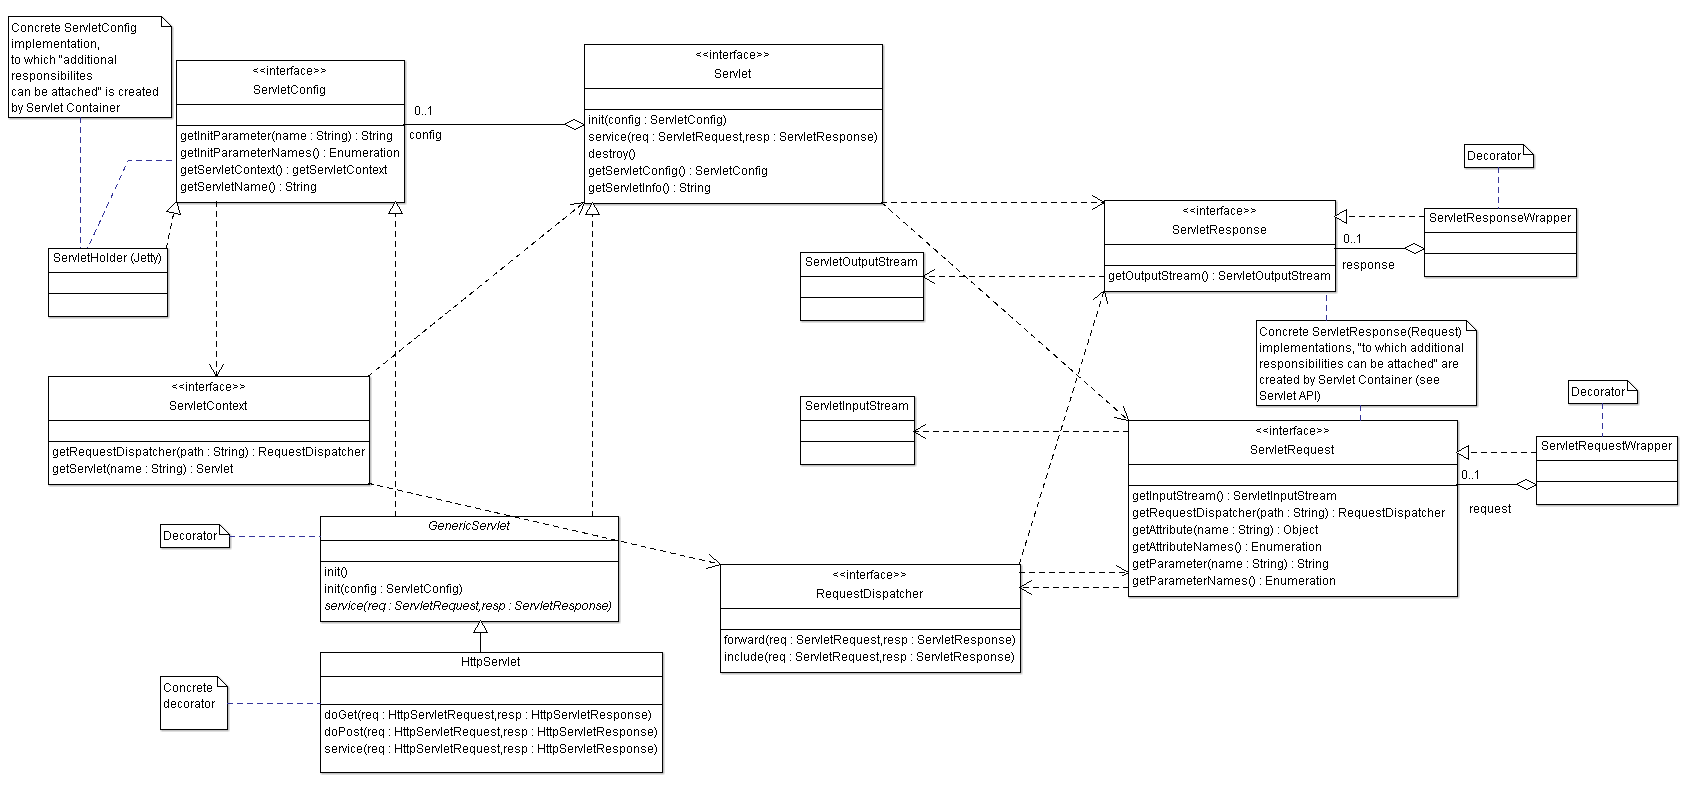 Concrete ServletConfig
implementation,
to which "additional
responsibilites
can be attached" is created
by Servlet Container
<<interface>>
ServletConfig
getInitParameter(name : String) : String
getInitParameterNames() : Enumeration
getServletContext() : getServletContext
getServletName() : String
0..1
config
<<interface>>
Servlet
init(config : ServletConfig)
service(req : ServletRequest,resp : ServletResponse)
destroy()
getServletConfig() : ServletConfig
getServletInfo() : String
Decorator
<<interface>>
ServletResponse
getOutputStream() : ServletOutputStream
0..1
response
ServletResponseWrapper
ServletHolder (Jetty)
ServletOutputStream
Concrete ServletResponse(Request)
implementations, "to which additional
responsibilities can be attached" are
created by Servlet Container (see
Servlet API)
<<interface>>
ServletContext
getRequestDispatcher(path : String) : RequestDispatcher
getServlet(name : String) : Servlet
ServletInputStream
Decorator
<<interface>>
ServletRequest
getInputStream() : ServletInputStream
getRequestDispatcher(path : String) : RequestDispatcher
getAttribute(name : String) : Object
getAttributeNames() : Enumeration
getParameter(name : String) : String
getParameterNames() : Enumeration
0..1
request
ServletRequestWrapper
Decorator
GenericServlet
init()
init(config : ServletConfig)
service(req : ServletRequest,resp : ServletResponse)
<<interface>>
RequestDispatcher
forward(req : ServletRequest,resp : ServletResponse)
include(req : ServletRequest,resp : ServletResponse)
Concrete
decorator
HttpServlet
doGet(req : HttpServletRequest,resp : HttpServletResponse)
doPost(req : HttpServletRequest,resp : HttpServletResponse)
service(req : HttpServletRequest,resp : HttpServletResponse)